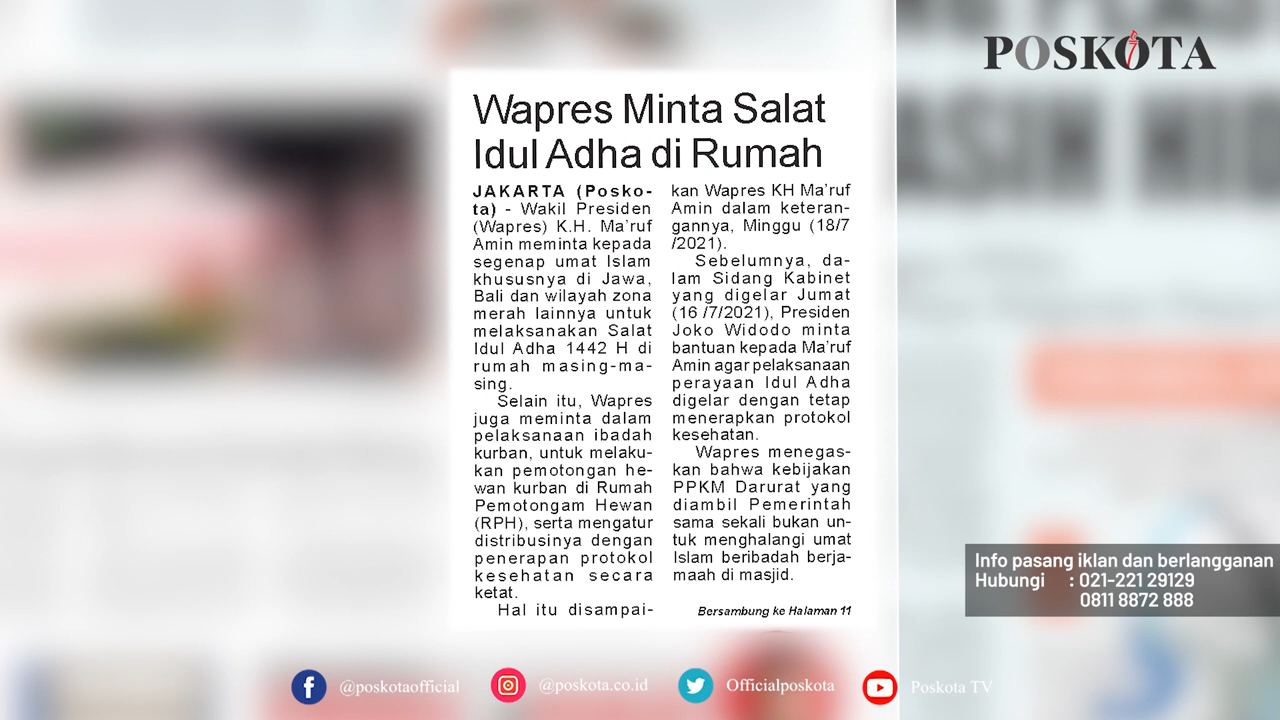 POSKOTA
Wapres Minta Salat
Idul Adha di Rumah
JAKARTA (Posko-
ta) - Wakil Presiden
(Wapres) K.H. Ma'ruf
Amin meminta kepada
segenap umat Islam
khususnya di Jawa,
Bali dan wilayah zona
merah lainnya untuk
melaksanakan Salat
Idul Adha 1442 H di
rumah masing-ma-
sing.
Selain itu, Wapres
juga meminta dalam
pelaksanaan ibadah
kurban, untuk melaku-
kan pemotongan he-
wan kurban di Rumah
Pemotongam Hewan
(RPH), serta mengatur
distribusinya dengan
penerapan protokol
kesehatan secara
ketat.
Hal itu disampai-
kan Wapres KH Ma'ruf
Amin dalam keteran-
gannya, Minggu (18/7
/2021).
Sebelumnya, da-
lam Sidang Kabinet
yang digelar Jumat
(16 /7/2021), Presiden
Joko Widodo minta
bantuan kepada Ma'ruf
Amin agar pelaksanaan
perayaan Idul Adha
digelar dengan tetap
menerapkan protokol
kesehatan.
Wapres menegas-
kan bahwa kebijakan
PPKM Darurat yang
diambil Pemerintah
sama sekali bukan un-
tuk menghalangi umat
Islam beribadah berja-
maah di masjid.
Bersambung ke Halaman 11
Info pasang iklan dan berlangganan
Hubungi : 021-221 29129
0811 8872 888
@poskotaofficial
@poskota.co.id
Officialposkota
Poskota TV